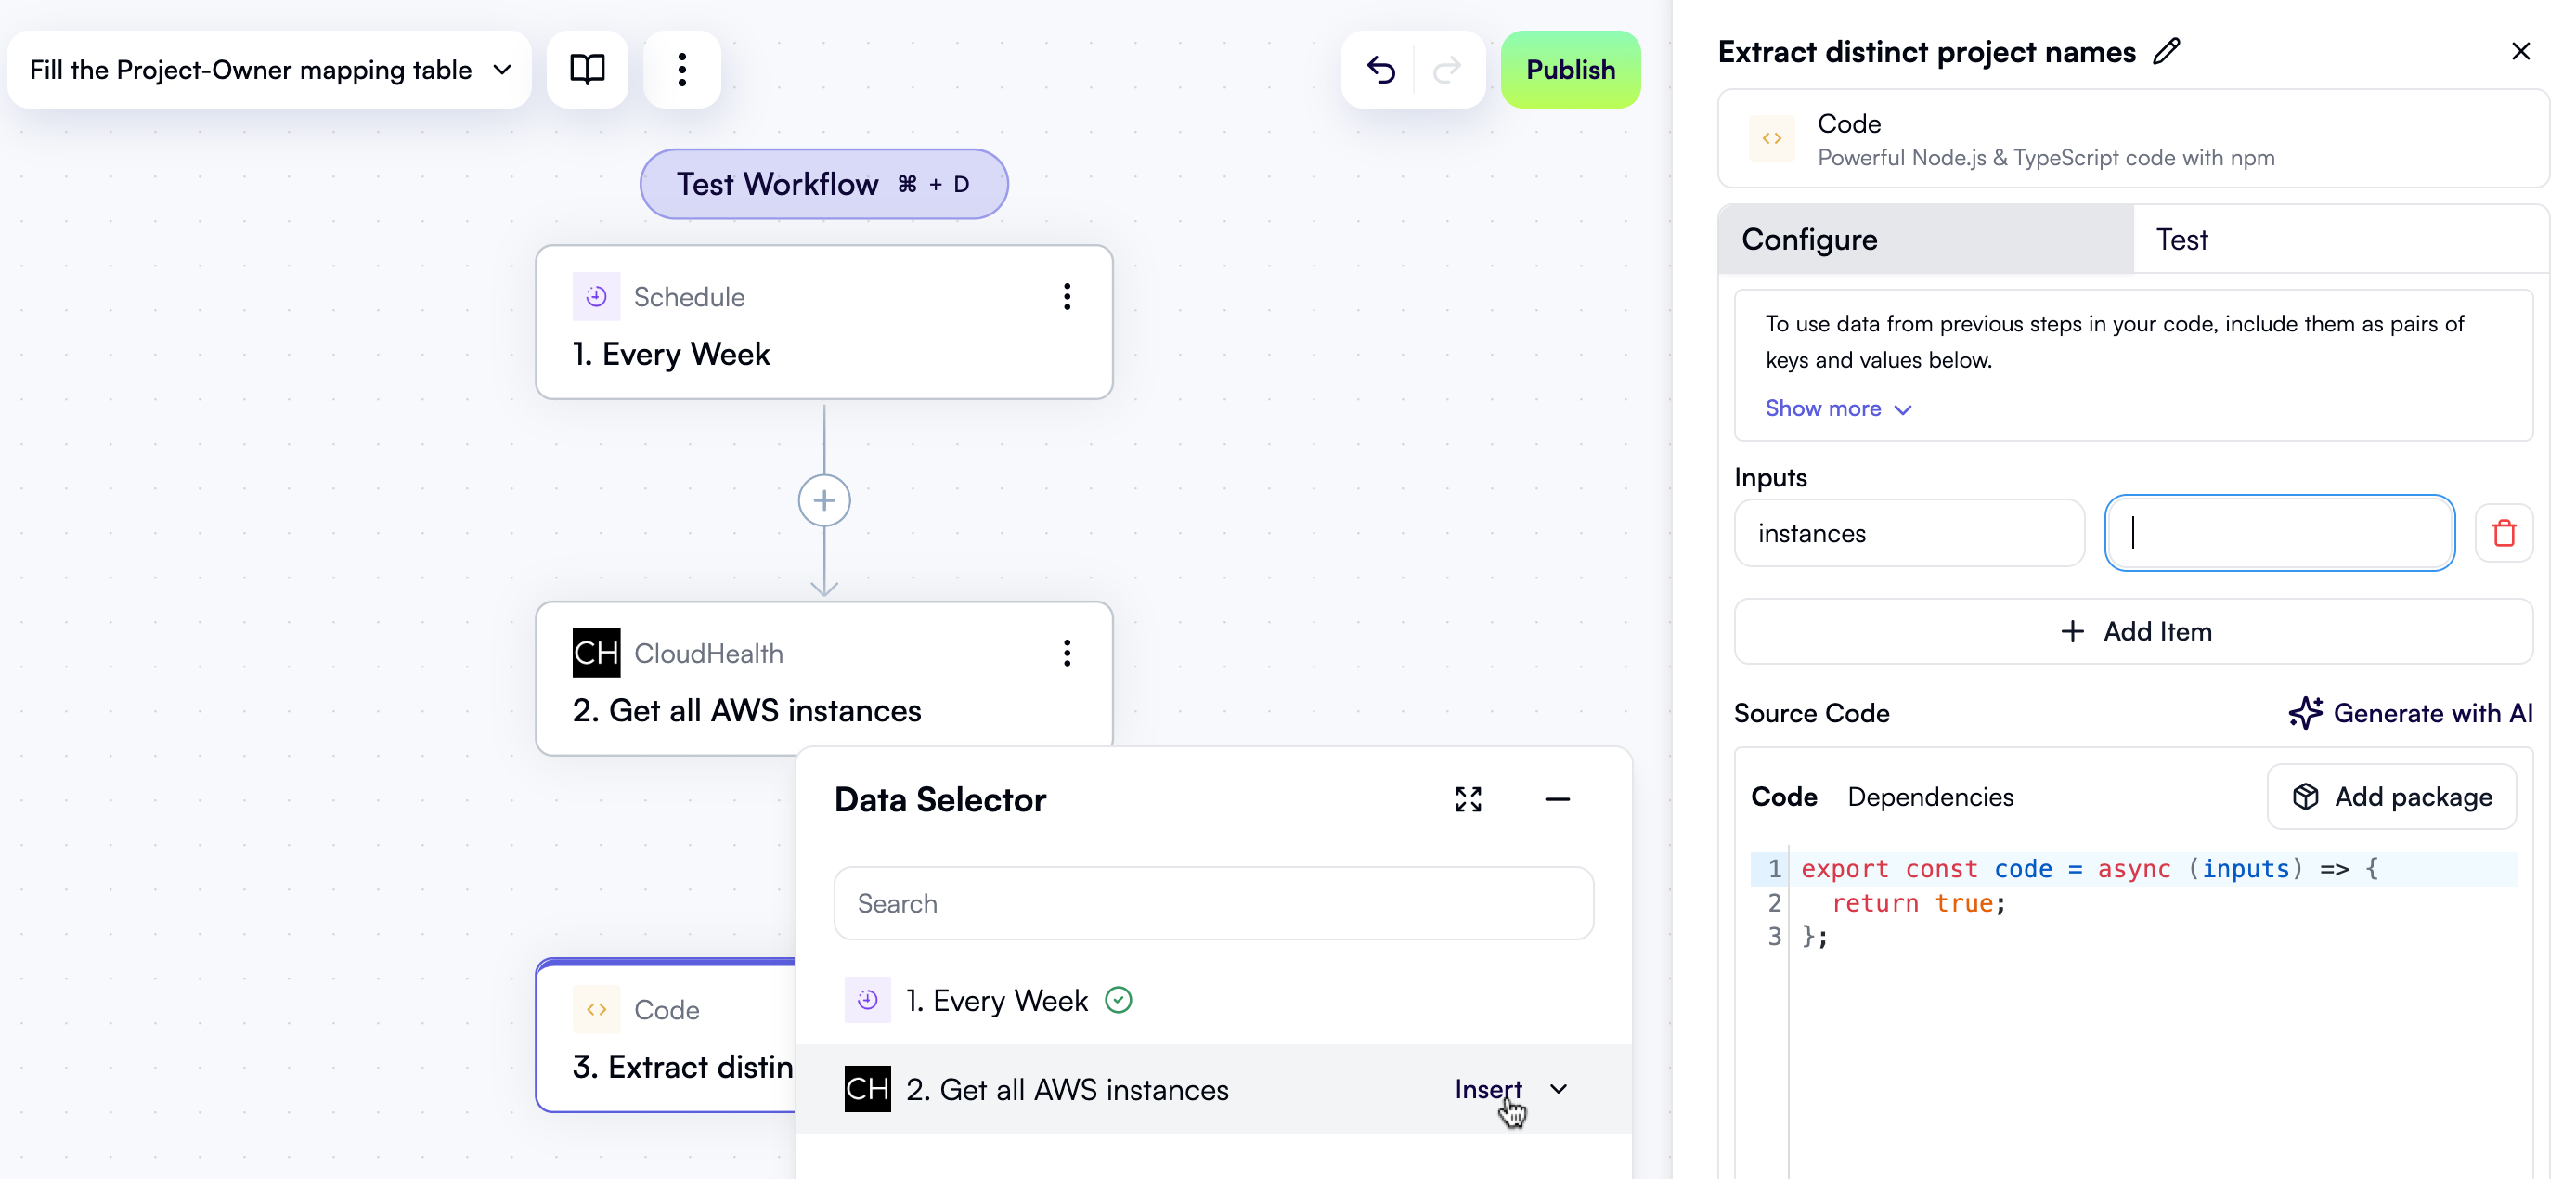 Fill the Project-Owner mapping table
Publish
Test Workflow ⌘ + D
Schedule
1. Every Week
CH CloudHealth
2. Get all AWS instances
Code
3. Extract distin
Data Selector
Search
1. Every Week
CH 2. Get all AWS instances Insert
Extract distinct project names
Code
Powerful Node.js & TypeScript code with npm
Configure Test
To use data from previous steps in your code, include them as pairs of
keys and values below.
Show more
Inputs
instances
+ Add Item
Source Code Generate with AI
Code Dependencies Add package
1 export const code = async (inputs) => {
2 return true;
3 };